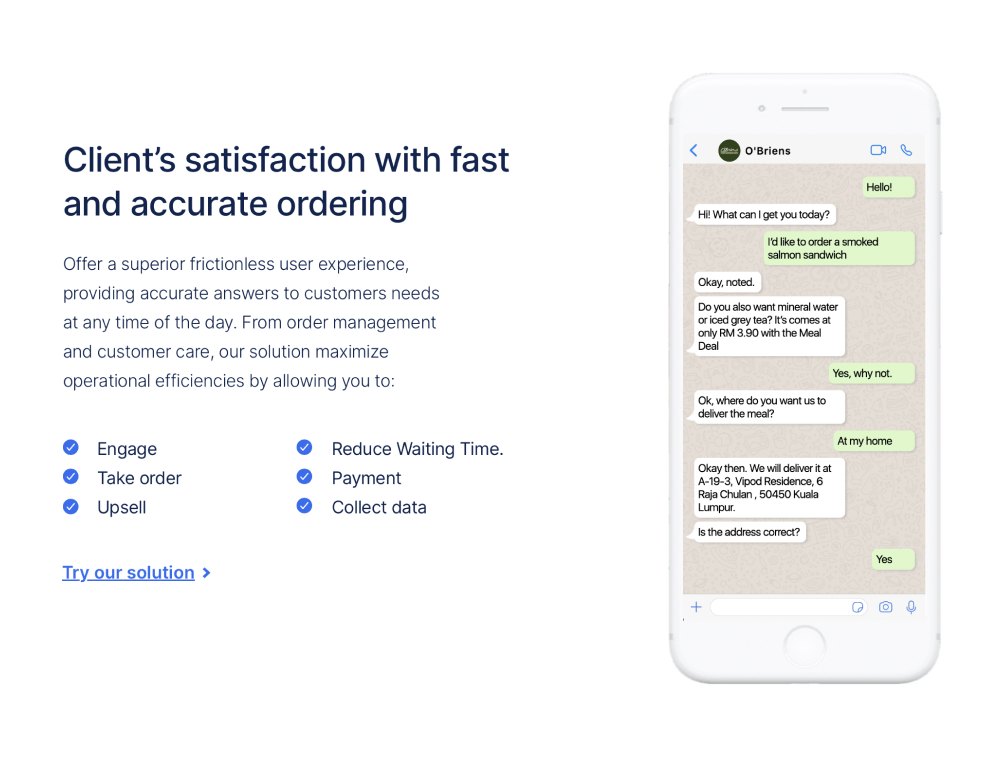 Client’s satisfaction with fast
and accurate ordering
Offer a superior frictionless user experience,
providing accurate answers to customers needs
at any time of the day. From order management
and customer care, our solution maximize
operational efficiencies by allowing you to:
Engage
Take order
Upsell
Reduce Waiting Time.
Payment
Collect data
Try our solution
O’Briens
Hello!
Hi! What can I get you today?
I’d like to order a smoked
salmon sandwich
Okay, noted.
Do you also want mineral water
or iced grey tea? It’s comes at
only RM 3.90 with the Meal
Deal
Yes, why not.
Ok, where do you want us to
deliver the meal?
At my home
Okay then. We will deliver it at
A-19-3, Vipod Residence, 6
Raja Chulan , 50450 Kuala
Lumpur.
Is the address correct?
Yes